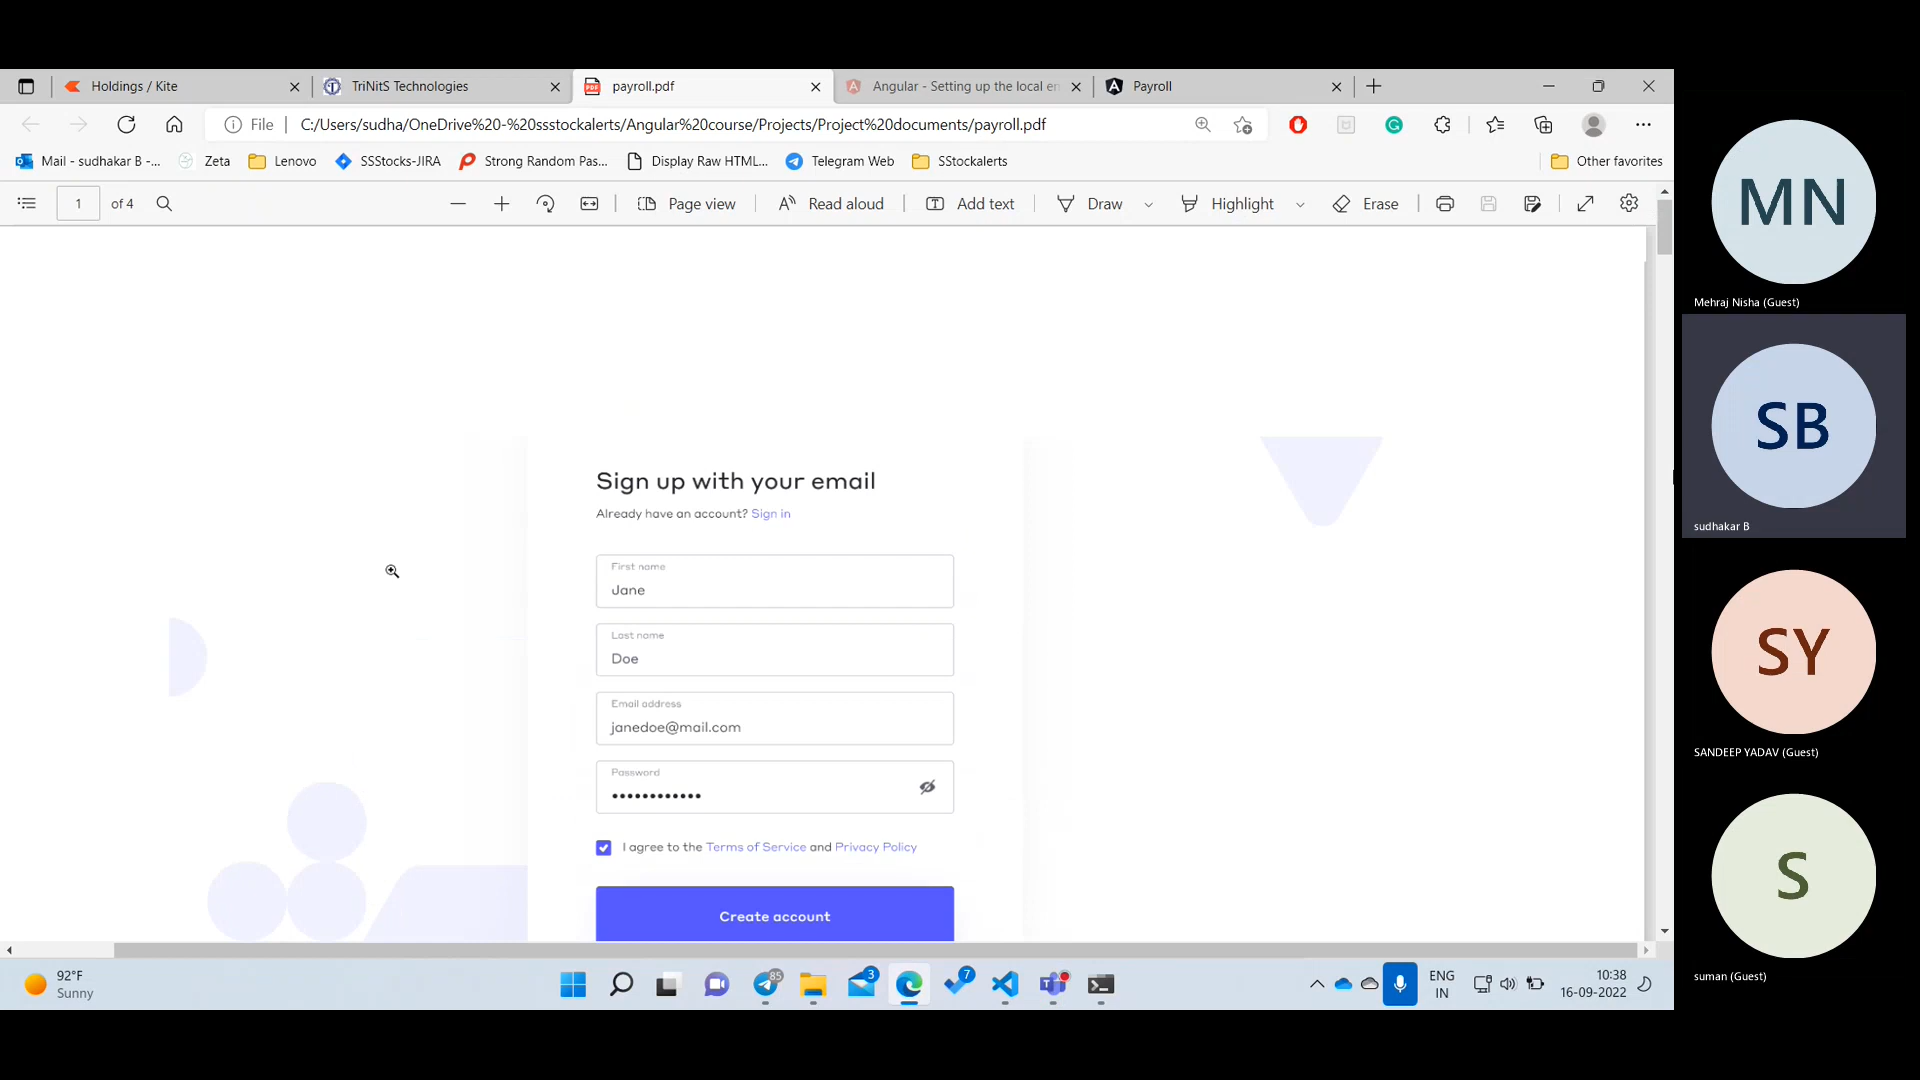 Holdings / Kite
TriNitS Technologies
payroll.pdf
Angular - Setting up the local en
Payroll
File
C:/Users/sudha/OneDrive%20-%20ssstockalerts/Angular%20course/Projects/Project%20documents/payroll.pdf
Mail - sudhakar B -...
Zeta
Lenovo
SSStocks-JIRA
Strong Random Pas...
Display Raw HTML...
Telegram Web
SStockalerts
Other favorites
1 of 4
Page view
Read aloud
Add text
Draw
Highlight
Erase
Sign up with your email
Already have an account? Sign in
First name
Jane
Last name
Doe
Email address
janedoe@mail.com
Password
••••••••••••
I agree to the Terms of Service and Privacy Policy
Create account
MN
Mehraj Nisha (Guest)
SB
sudhakar B
SY
SANDEEP YADAV (Guest)
S
suman (Guest)
92°F
Sunny
85
3
7
ENG
IN
10:38
16-09-2022